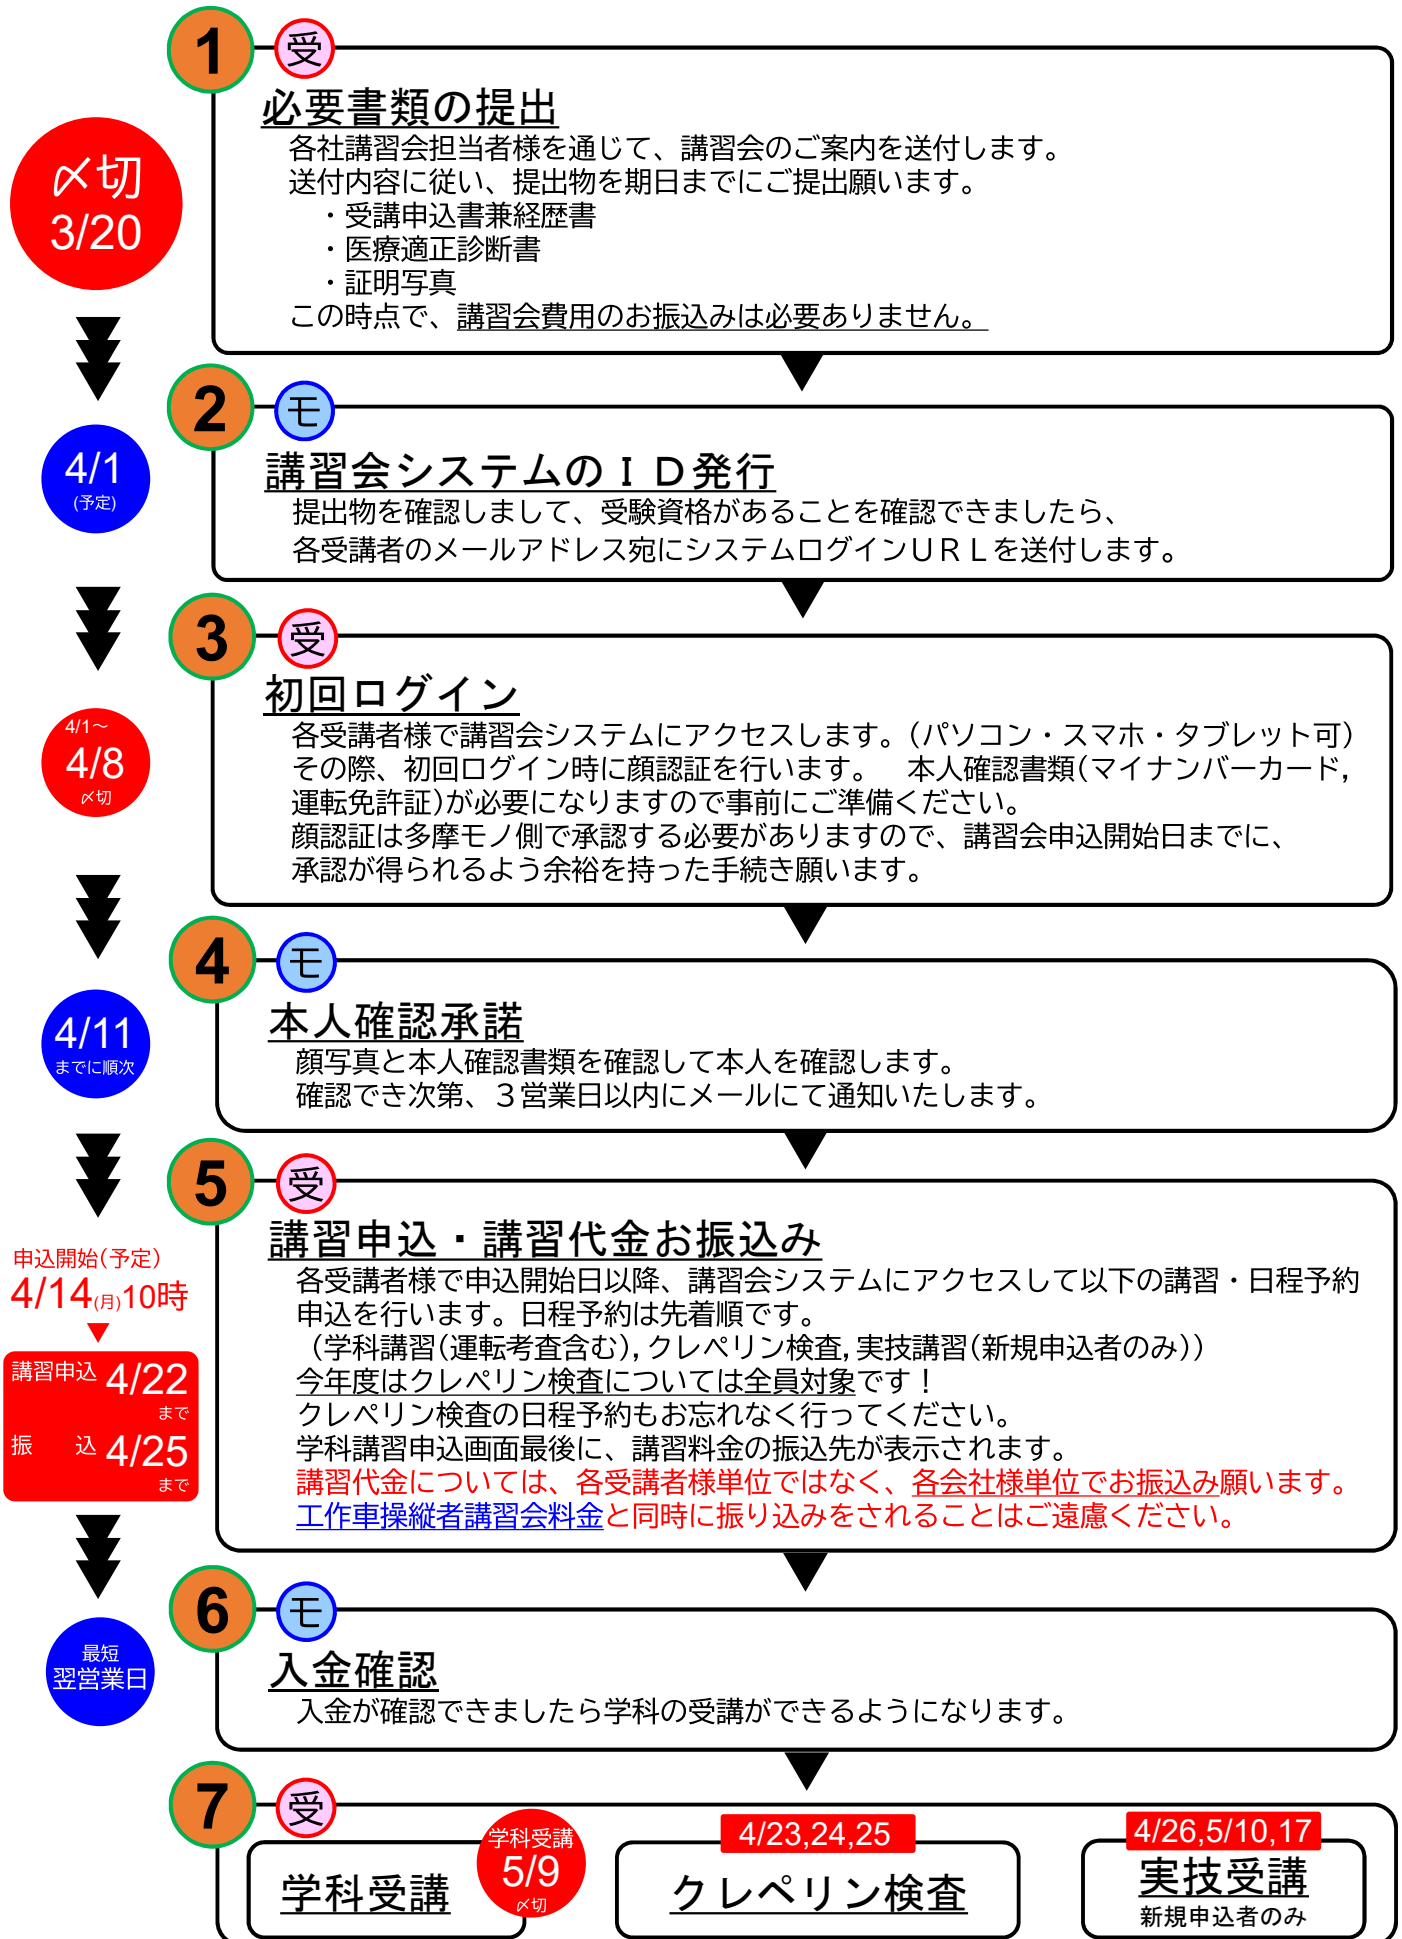 1
受
必要書類の提出
各社講習会担当者様を通じて、講習会のご案内を送付します。
送付内容に従い、提出物を期日までにご提出願います。
・受講申込書兼経歴書
・医療適正診断書
・証明写真
この時点で、講習会費用のお振込みは必要ありません。
〆切
3/20
2
モ
講習会システムのＩＤ発行
提出物を確認しまして、受験資格があることを確認できましたら、
各受講者のメールアドレス宛にシステムログインＵＲＬを送付します。
4/1
(予定)
3
受
初回ログイン
各受講者様で講習会システムにアクセスします。（パソコン・スマホ・タブレット可）
その際、初回ログイン時に顔認証を行います。　本人確認書類(マイナンバーカード,
運転免許証)が必要になりますので事前にご準備ください。
顔認証は多摩モノ側で承認する必要がありますので、講習会申込開始日までに、
承認が得られるよう余裕を持った手続き願います。
4/1～
4/8
〆切
4
モ
本人確認承諾
顔写真と本人確認書類を確認して本人を確認します。
確認でき次第、３営業日以内にメールにて通知いたします。
4/11
までに順次
5
受
講習申込・講習代金お振込み
各受講者様で申込開始日以降、講習会システムにアクセスして以下の講習・日程予約
申込を行います。日程予約は先着順です。
（学科講習(運転考査含む),クレペリン検査,実技講習(新規申込者のみ)）
今年度はクレペリン検査については全員対象です！
クレペリン検査の日程予約もお忘れなく行ってください。
学科講習申込画面最後に、講習料金の振込先が表示されます。
講習代金については、各受講者様単位ではなく、各会社様単位でお振込み願います。
工作車操縦者講習会料金と同時に振り込みをされることはご遠慮ください。
申込開始(予定)
4/14(月)10時
講習申込 4/22
まで
振　込 4/25
まで
6
モ
入金確認
入金が確認できましたら学科の受講ができるようになります。
最短
翌営業日
7
受
学科受講
学科受講
5/9
〆切
4/23,24,25
クレペリン検査
4/26,5/10,17
実技受講
新規申込者のみ